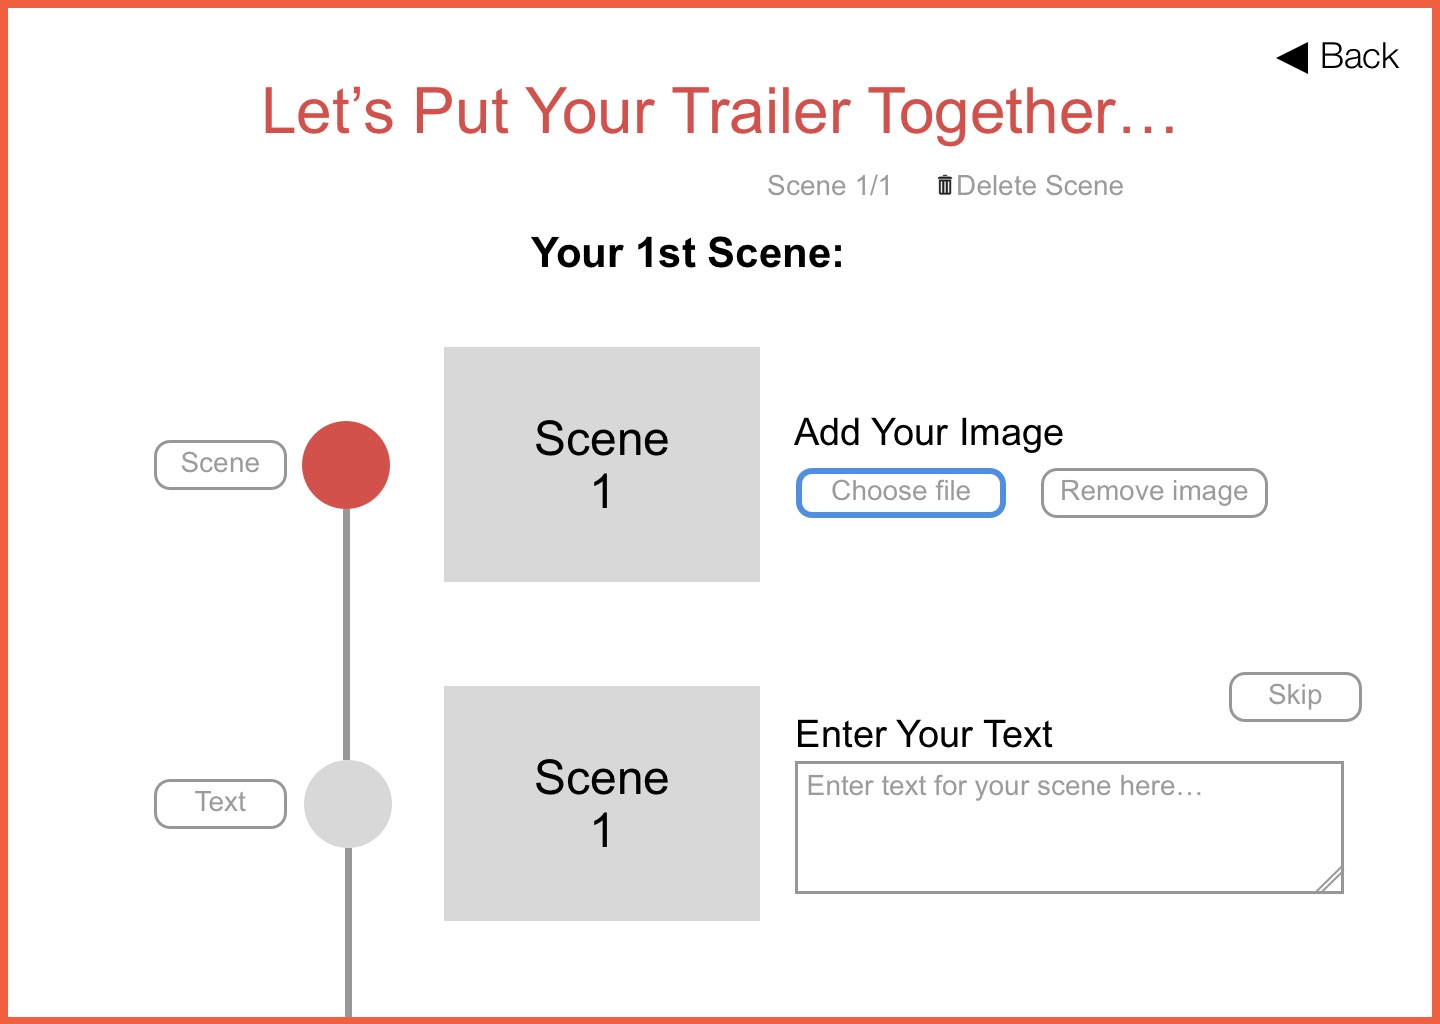 Back
Let’s Put Your Trailer Together…
Scene 1/1 Delete Scene
Your 1st Scene:
Scene
Scene
1
Add Your Image
Choose file Remove image
Skip
Text
Scene
1
Enter Your Text
Enter text for your scene here…